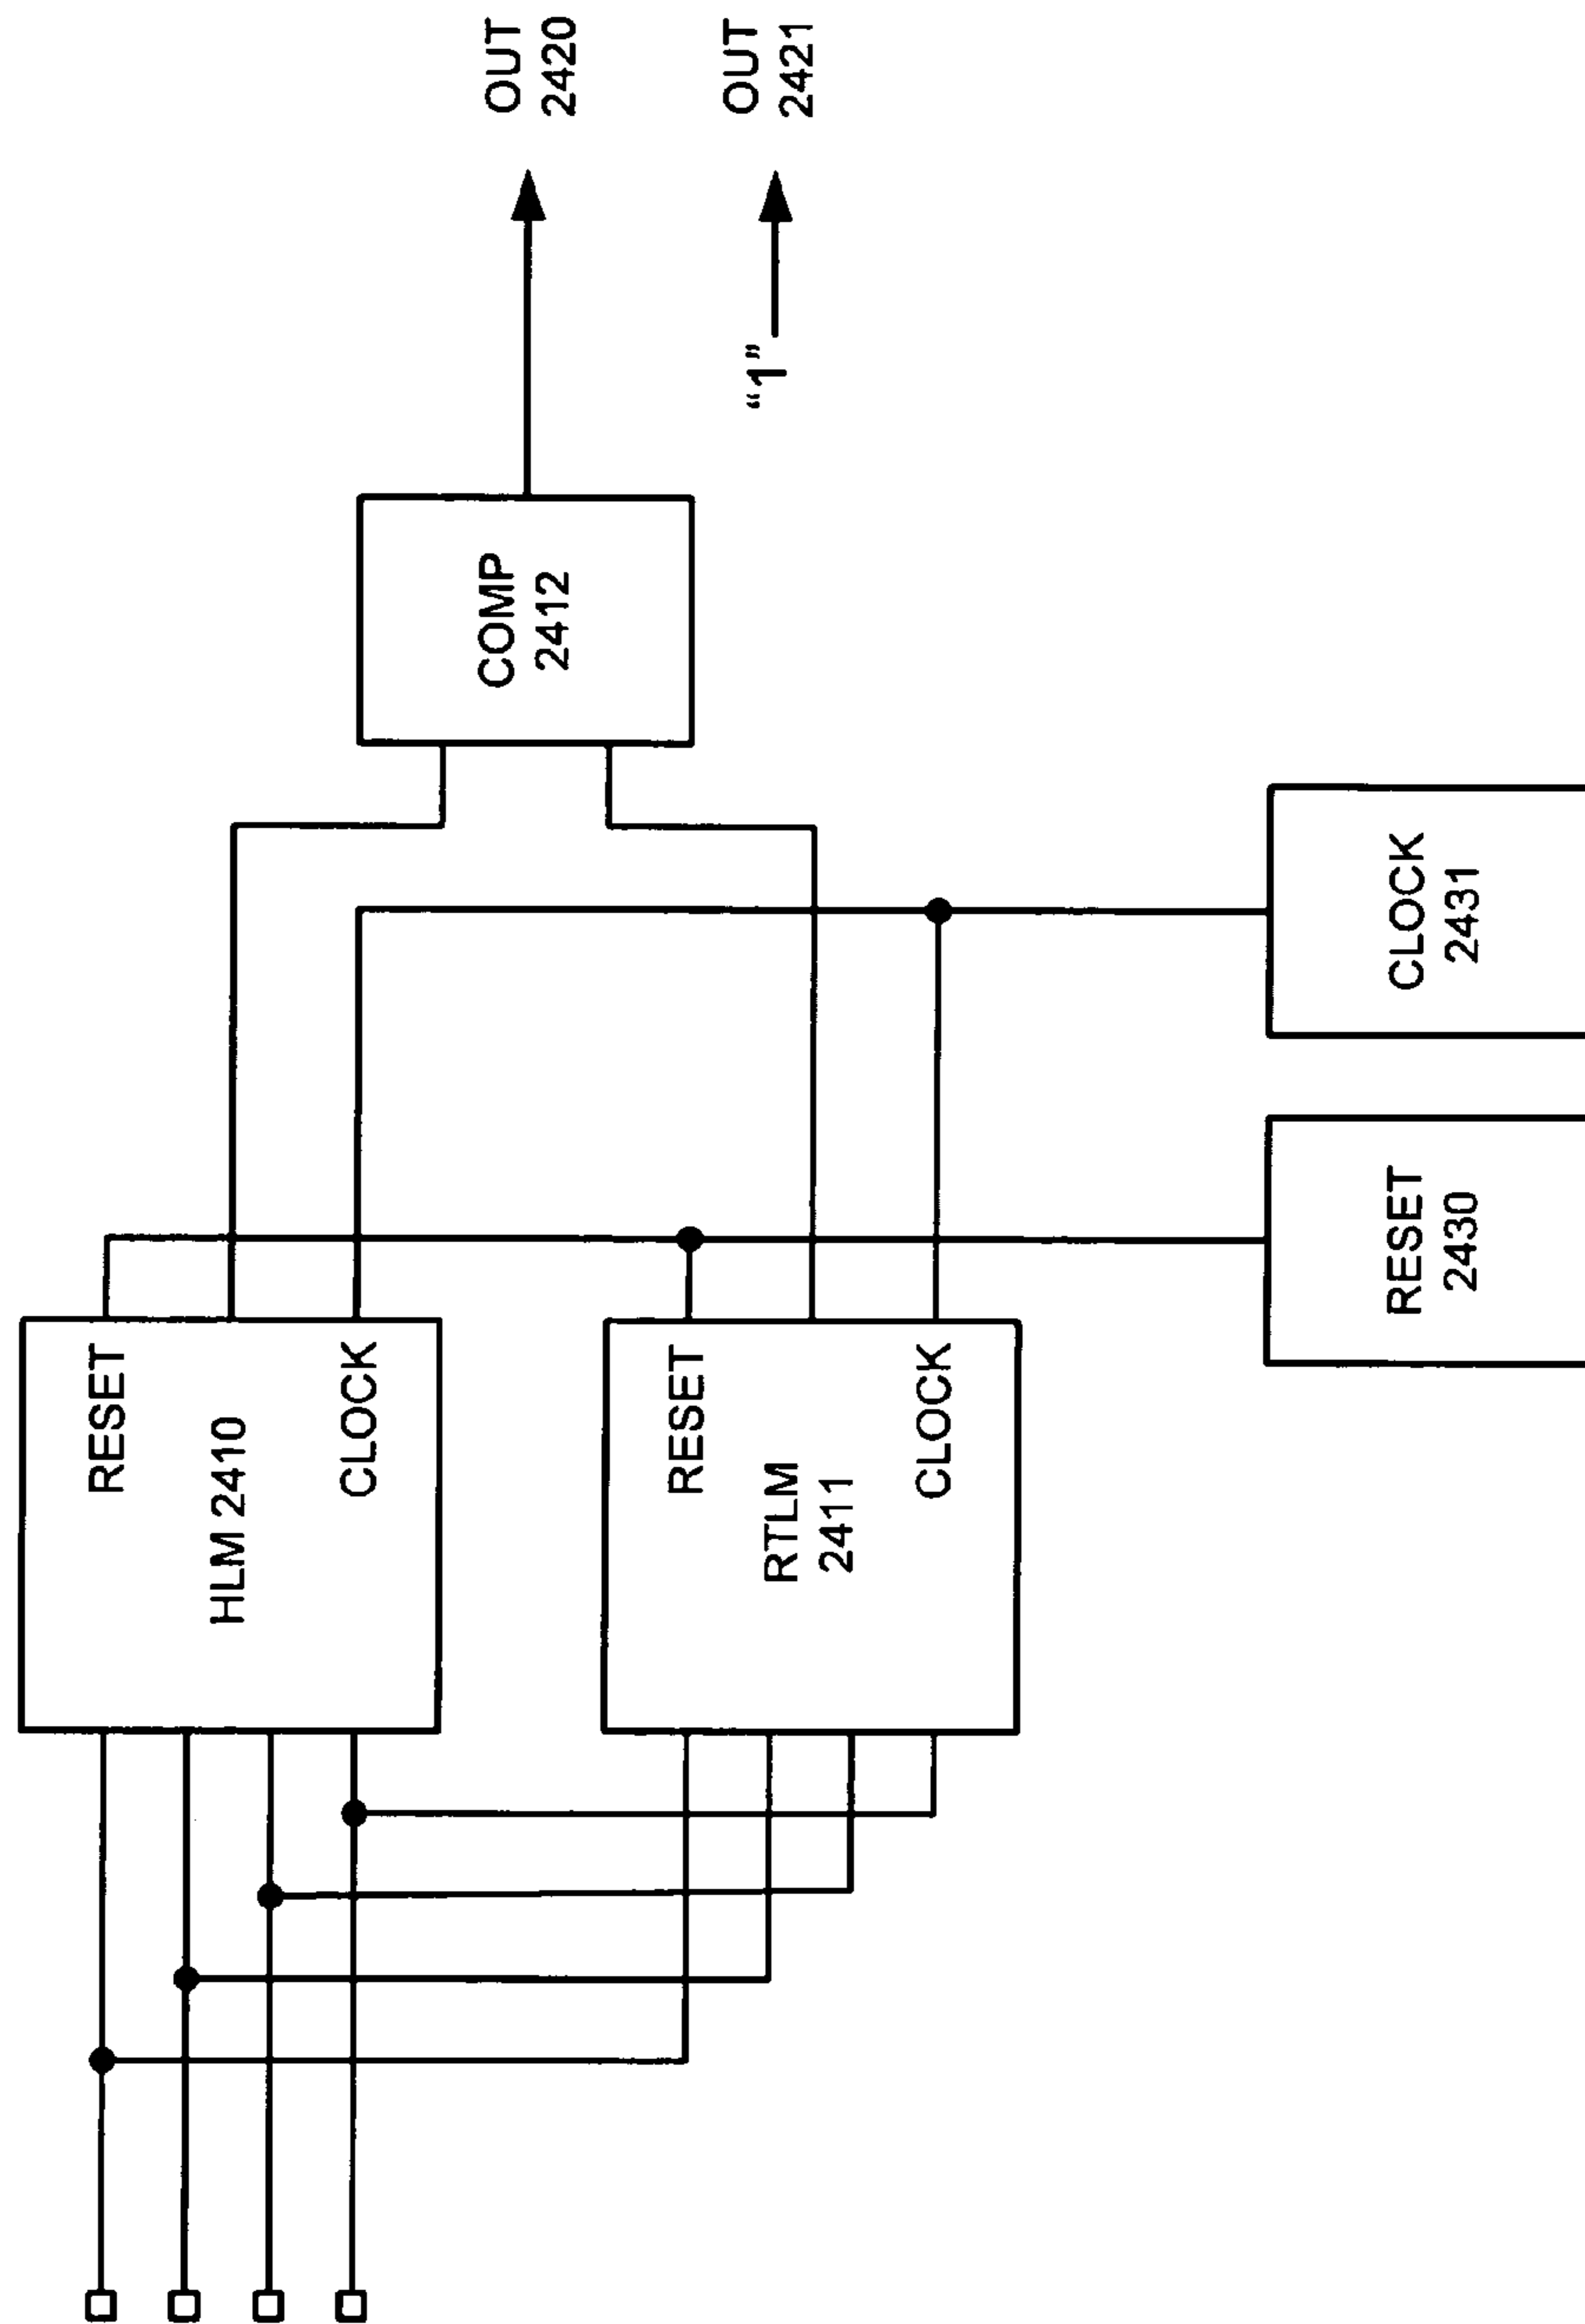 RESET
HLM 2410
CLOCK
RESET
RTLM
2411
CLOCK
COMP
2412
OUT
2420
"1"
OUT
2421
RESET
2430
CLOCK
2431